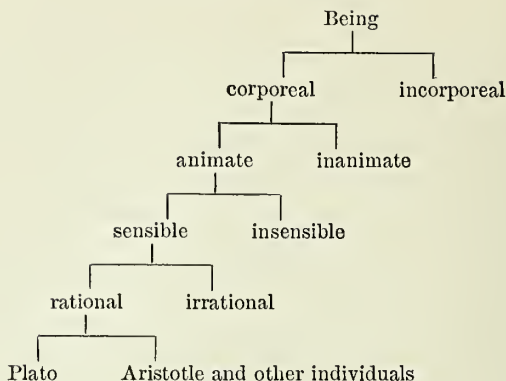 Being
corporeal incorporeal
animate inanimate
sensible insensible
rational irrational
Plato Aristotle and other individuals